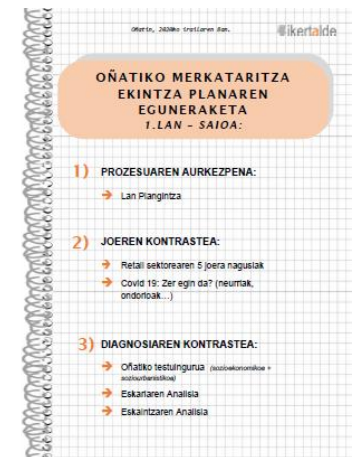 Oñatin, 2020ko irailaren 8an.
ikertalde
OÑATIKO MERKATARITZA
EKINTZA PLANAREN
EGUNERAKETA
1.LAN – SAIOA:
1) PROZESUAREN AURKEZPENA:
➔ Lan Plangintza
2) JOEREN KONTRASTEA:
➔ Retail sektorearen 5 joera nagusiak
➔ Covid 19: Zer egin da? (neurriak,
ondorioak…)
3) DIAGNOSIAREN KONTRASTEA:
➔ Oñatiko testuingurua (sozioekonomikoa +
soziourbanistikoa)
➔ Eskariaren Analisia
➔ Eskaintzaren Analisia